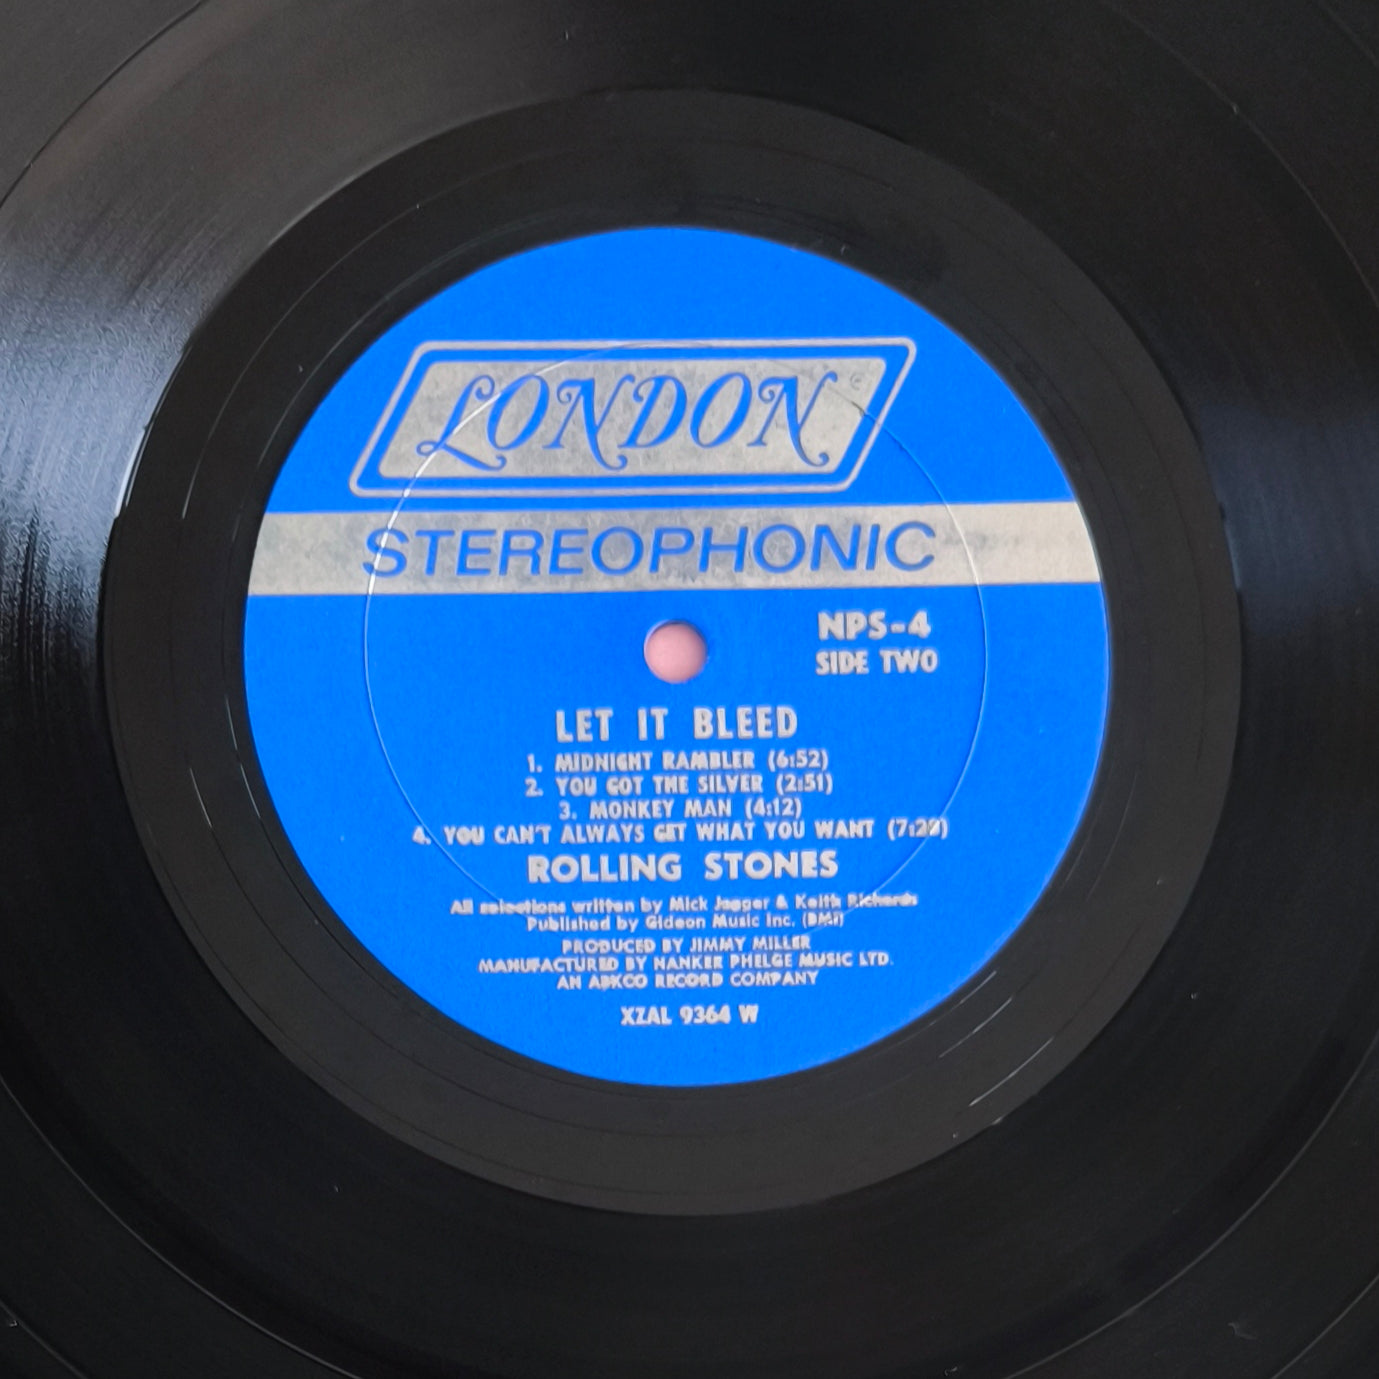 LONDON
STEREOPHONIC
NPS-4
SIDE TWO
LET IT BLEED
1. MIDNIGHT RAMBLER (6:52)
2. YOU GOT THE SILVER (2:51)
3. MONKEY MAN (4:12)
4. YOU CAN'T ALWAYS GET WHAT YOU WANT
ROLLING STONES
All selections written by Mick Jagger & Keith Richards
Published by Gideon Music Inc. (BMI)
PRODUCED BY JIMMY MILLER
MANUFACTURED BY NANKER PHELGE MUSIC LTD.
AN ABKCO RECORD COMPANY
XZAL 9364 W